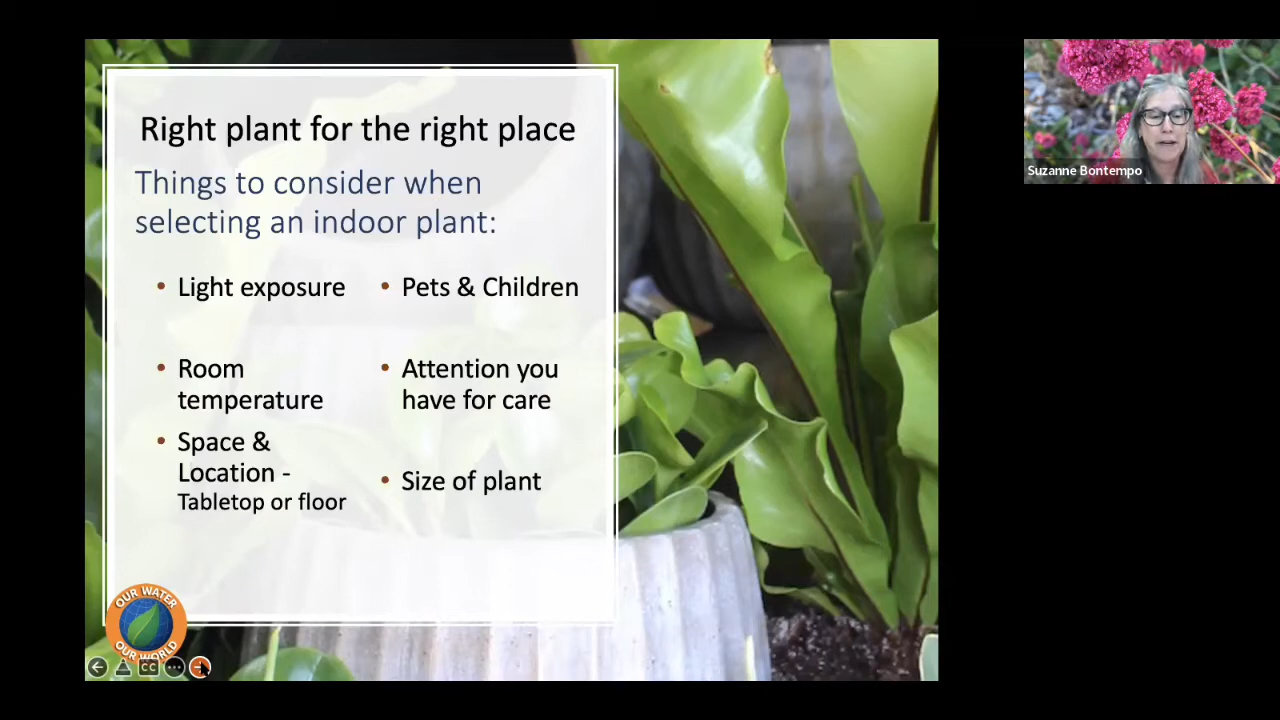 Right plant for the right place
Things to consider when
selecting an indoor plant:
• Light exposure
• Room
temperature
• Space &
Location -
Tabletop or floor
• Pets & Children
• Attention you
have for care
• Size of plant
OUR WATER
OUR WORLD
CC
Suzanne Bontempo